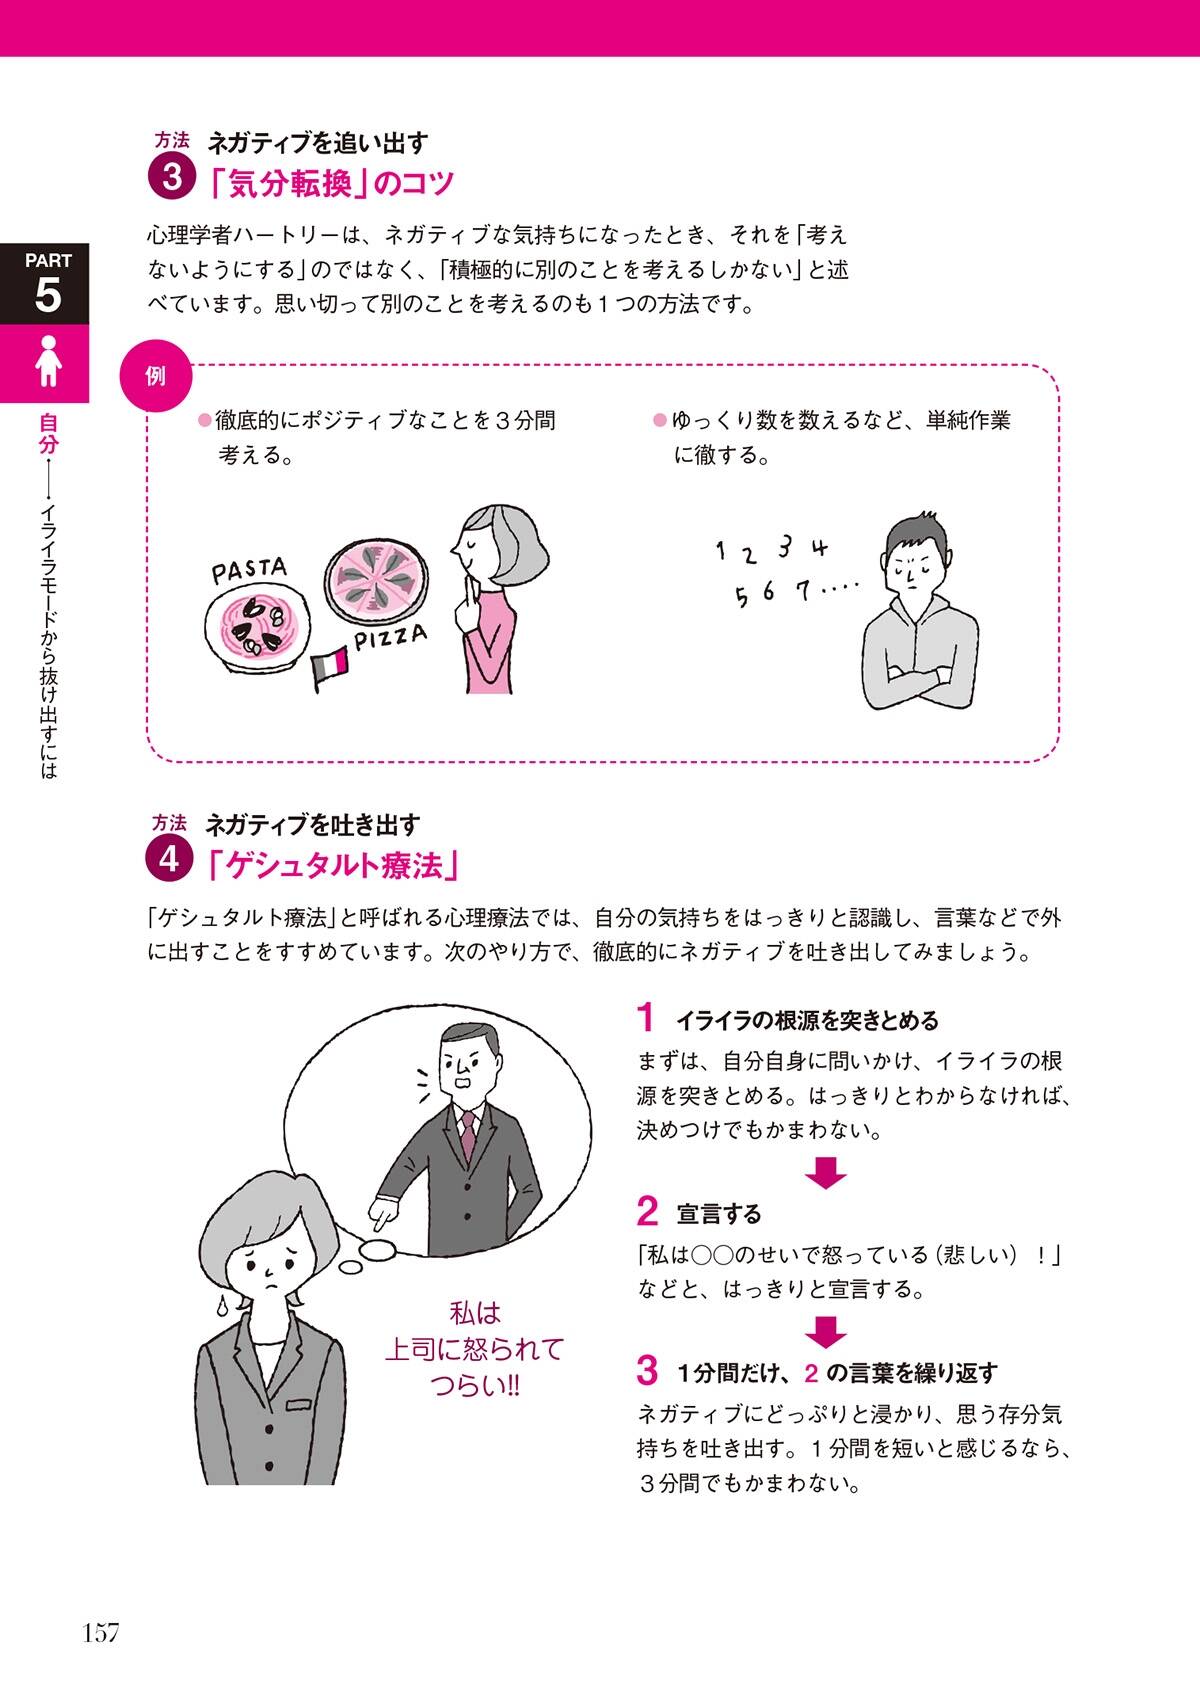 方法
3
ネガティブを追い出す
「気分転換」のコツ
心理学者ハートリーは、ネガティブな気持ちになったとき、それを「考え
ないようにする」のではなく、「積極的に別のことを考えるしかない」と述
べています。思い切って別のことを考えるのも1つの方法です。
PART
5
自分——イライラモードから抜け出すには
例
●徹底的にポジティブなことを3分間
考える。
PASTA
PIZZA
●ゆっくり数を数えるなど、単純作業
に徹する。
1 2 3 4
5 6 7 ‥‥
方法
4
ネガティブを吐き出す
「ゲシュタルト療法」
「ゲシュタルト療法」と呼ばれる心理療法では、自分の気持ちをはっきりと認識し、言葉などで外
に出すことをすすめています。次のやり方で、徹底的にネガティブを吐き出してみましょう。
私は
上司に怒られて
つらい!!
1 イライラの根源を突きとめる
まずは、自分自身に問いかけ、イライラの根
源を突きとめる。はっきりとわからなければ、
決めつけでもかまわない。
2 宣言する
「私は○○のせいで怒っている(悲しい)！」
などと、はっきりと宣言する。
3 1分間だけ、2 の言葉を繰り返す
ネガティブにどっぷりと浸かり、思う存分気
持ちを吐き出す。1分間を短いと感じるなら、
3分間でもかまわない。
157